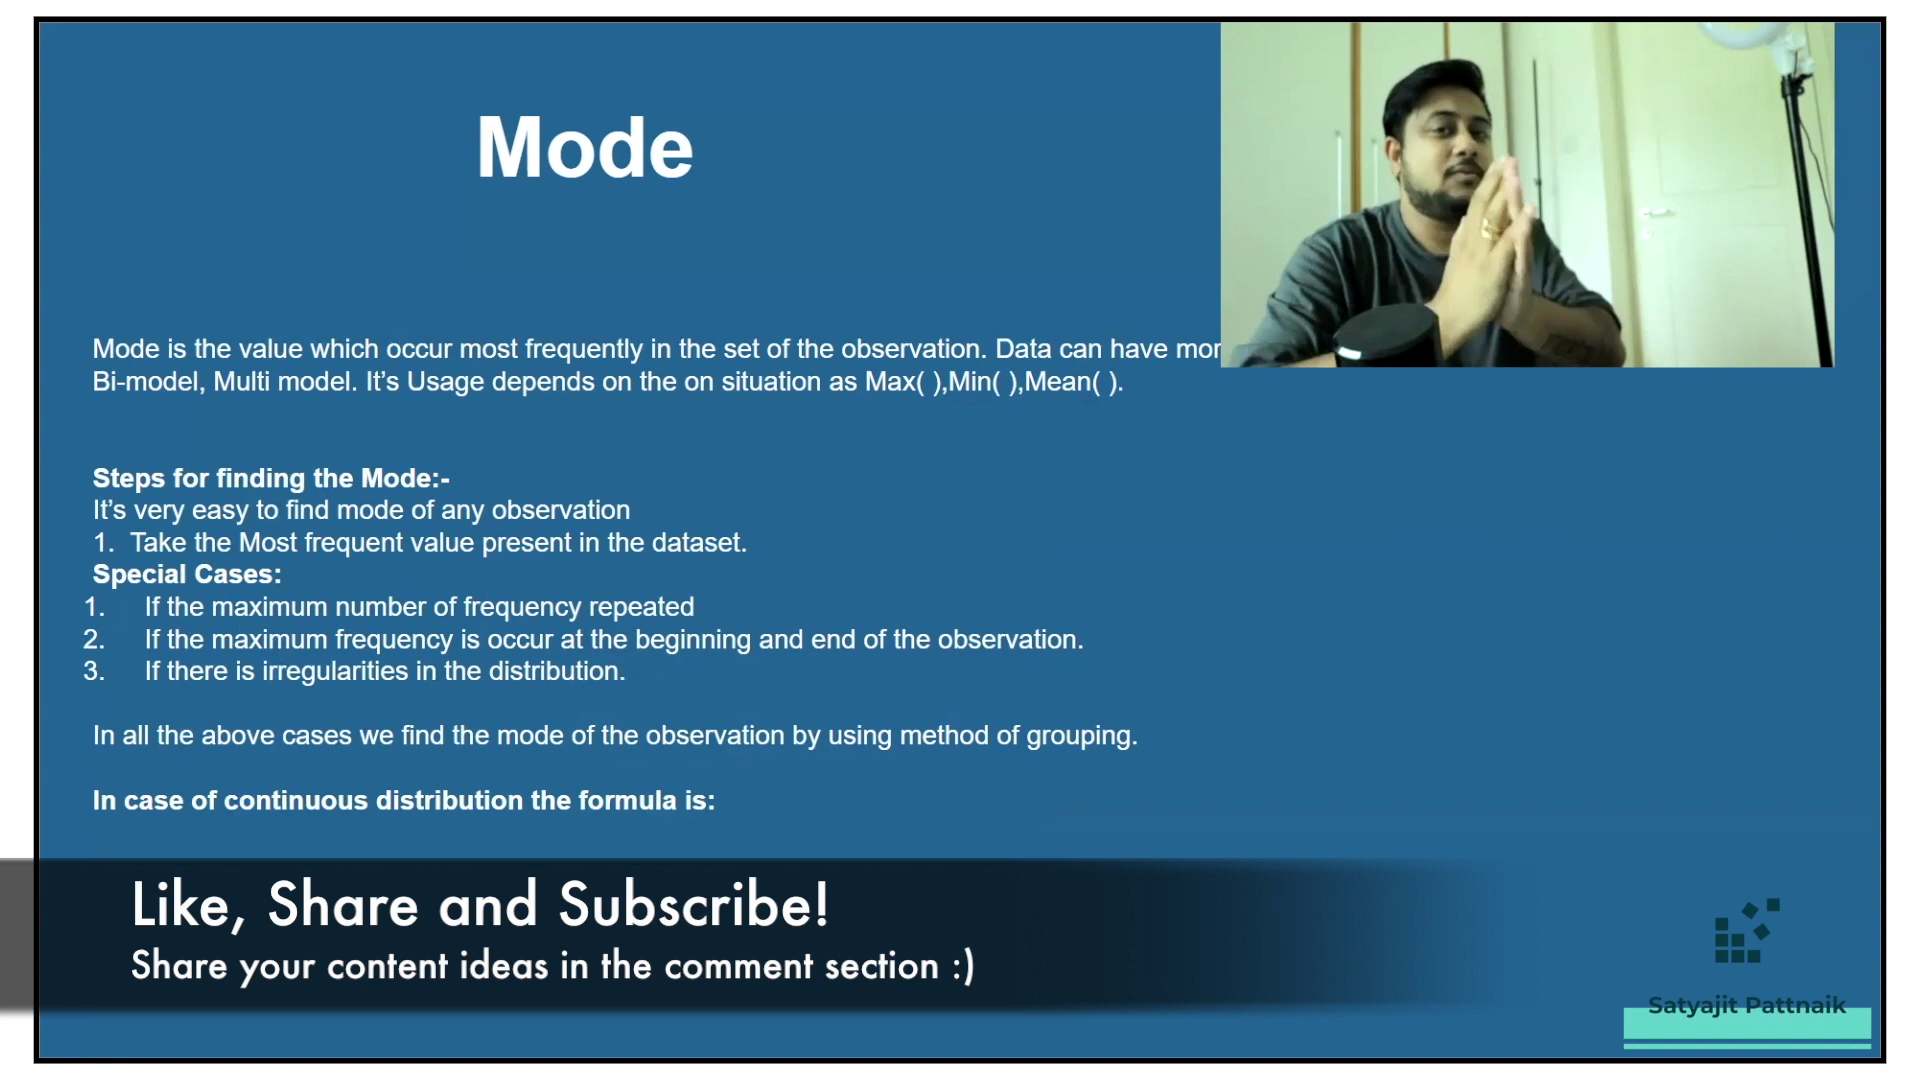 Mode
Mode is the value which occur most frequently in the set of the observation. Data can have mor
Bi-model, Multi model. It’s Usage depends on the on situation as Max( ),Min( ),Mean( ).
Steps for finding the Mode:-
It’s very easy to find mode of any observation
1. Take the Most frequent value present in the dataset.
Special Cases:
1. If the maximum number of frequency repeated
2. If the maximum frequency is occur at the beginning and end of the observation.
3. If there is irregularities in the distribution.
In all the above cases we find the mode of the observation by using method of grouping.
In case of continuous distribution the formula is:
Like, Share and Subscribe!
Share your content ideas in the comment section :)
Satyajit Pattnaik